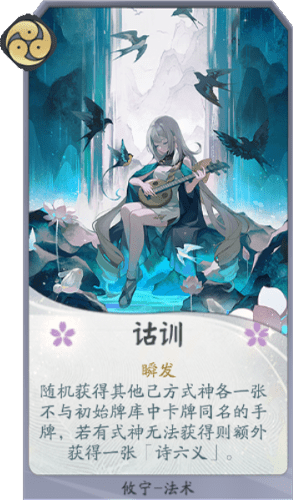 诂训
瞬发
随机获得其他己方式神各一张
不与初始牌库中卡牌同名的手
牌，若有式神无法获得则额外
获得一张「诗六义」。
攸宁-法术